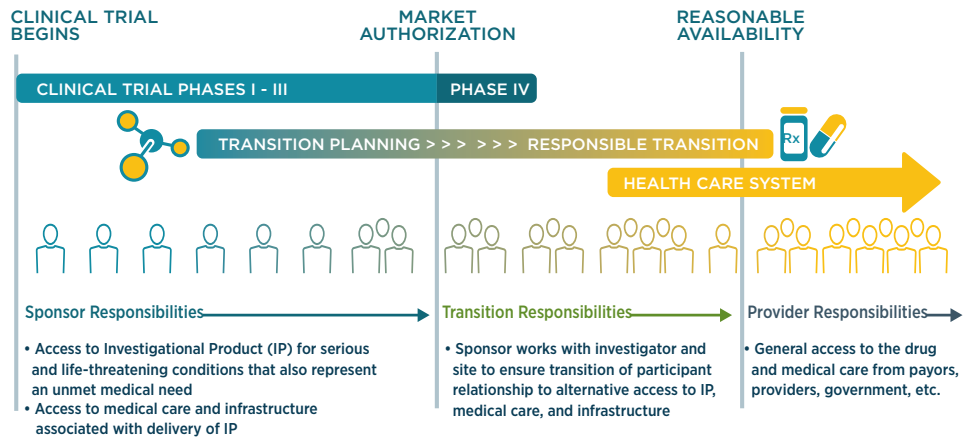 CLINICAL TRIAL
BEGINS
MARKET
AUTHORIZATION
REASONABLE
AVAILABILITY
CLINICAL TRIAL PHASES I - III
PHASE IV
TRANSITION PLANNING > > >  > > > RESPONSIBLE TRANSITION
Rx
HEALTH CARE SYSTEM
Sponsor Responsibilities
• Access to Investigational Product (IP) for serious
and life-threatening conditions that also represent
an unmet medical need
• Access to medical care and infrastructure
associated with delivery of IP
Transition Responsibilities
• Sponsor works with investigator and
site to ensure transition of participant
relationship to alternative access to IP,
medical care, and infrastructure
Provider Responsibilities
• General access to the drug
and medical care from payors,
providers, government, etc.